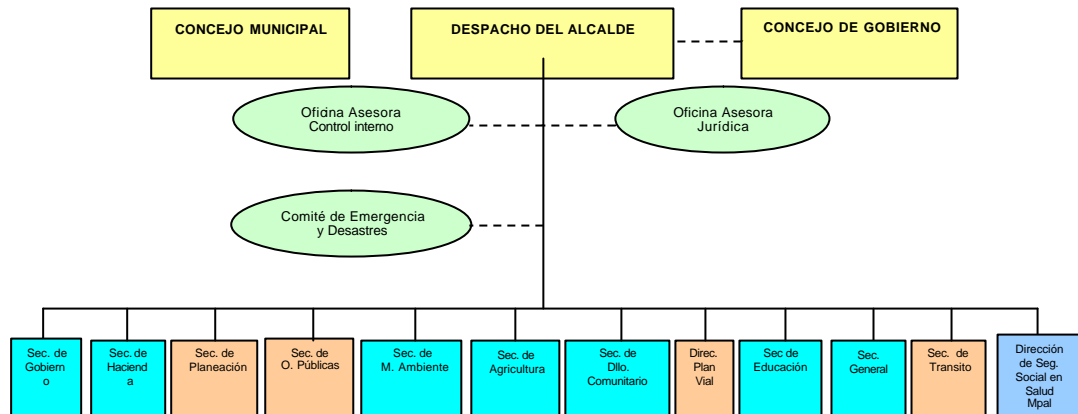 CONCEJO MUNICIPAL
DESPACHO DEL ALCALDE
CONCEJO DE GOBIERNO
Oficina Asesora
Control interno
Oficina Asesora
Jurídica
Comité de Emergencia
y Desastres
Sec. de
Gobiern
o
Sec. de
Haciend
a
Sec. de
Planeación
Sec. de
O. Públicas
Sec. de
M. Ambiente
Sec. de
Agricultura
Sec. de
Dllo.
Comunitario
Direc.
Plan
Vial
Sec de
Educación
Sec.
General
Sec. de
Transito
Dirección
de Seg.
Social en
Salud
Mpal